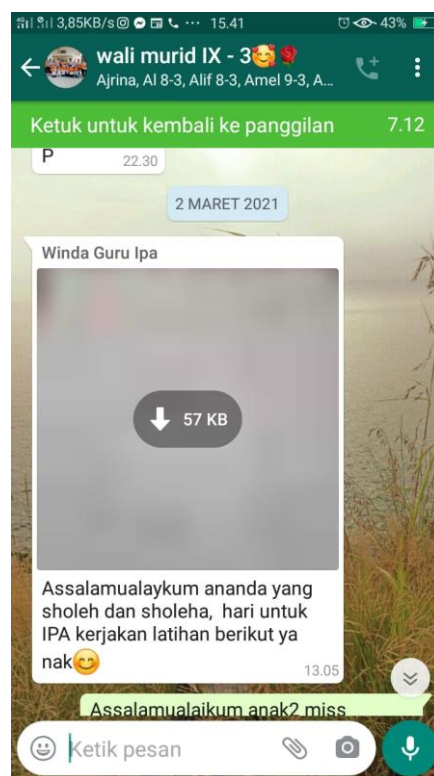 3,85KB/s 15.41 43%
wali murid IX - 3🥰🌹
Ajrina, Al 8-3, Alif 8-3, Amel 9-3, A...
Ketuk untuk kembali ke panggilan 7.12
P 22.30
2 MARET 2021
Winda Guru Ipa
57 KB
Assalamualaykum ananda yang
sholeh dan sholeha, hari untuk
IPA kerjakan latihan berikut ya
nak😊 13.05
Assalamualaikum anak2 miss
Ketik pesan